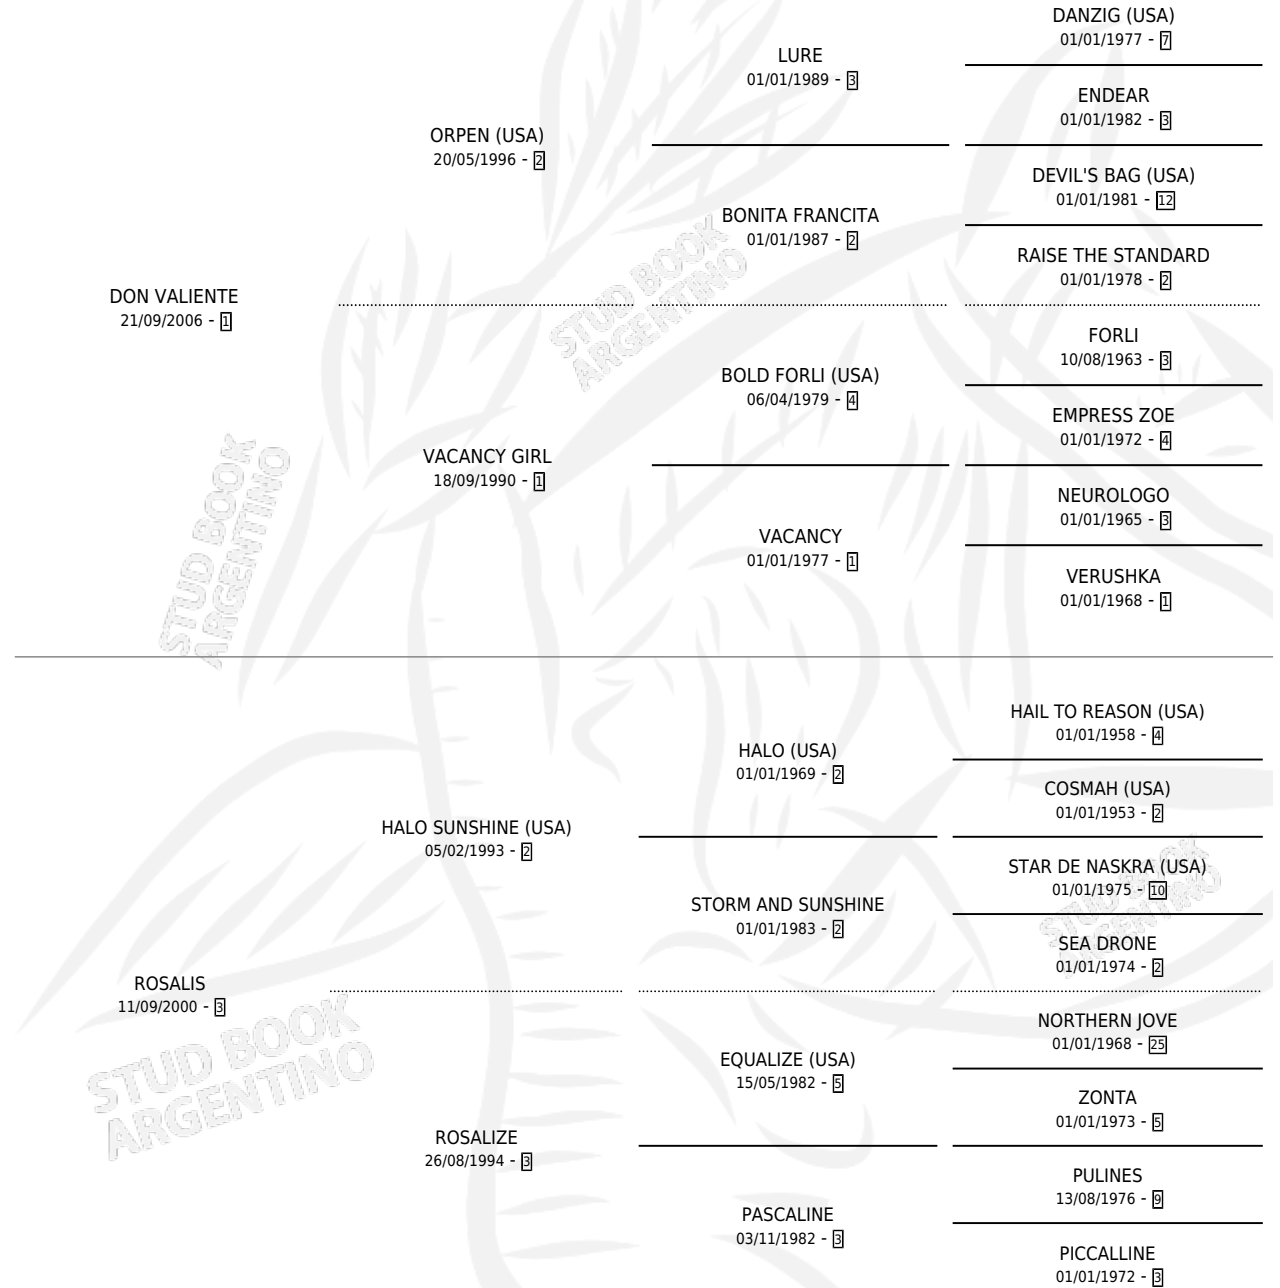 DANZIG (USA)
01/01/1977 - 7
LURE
01/01/1989 - 3
ENDEAR
01/01/1982 - 3
ORPEN (USA)
20/05/1996 - 2
DEVIL'S BAG (USA)
01/01/1981 - 12
BONITA FRANCITA
01/01/1987 - 2
RAISE THE STANDARD
01/01/1978 - 2
DON VALIENTE
21/09/2006 - 1
STUD BOOK
ARGENTINO
FORLI
10/08/1963 - 3
BOLD FORLI (USA)
06/04/1979 - 4
EMPRESS ZOE
01/01/1972 - 4
VACANCY GIRL
18/09/1990 - 1
NEUROLOGO
01/01/1965 - 3
VACANCY
01/01/1977 - 1
VERUSHKA
01/01/1968 - 1
STUD BOOK
ARGENTINO
HAIL TO REASON (USA)
01/01/1958 - 4
HALO (USA)
01/01/1969 - 2
COSMAH (USA)
01/01/1953 - 2
HALO SUNSHINE (USA)
05/02/1993 - 2
STAR DE NASKRA (USA)
01/01/1975 - 10
STORM AND SUNSHINE
01/01/1983 - 2
SEA DRONE
01/01/1974 - 2
STUD BOOK
ARGENTINO
ROSALIS
11/09/2000 - 3
NORTHERN JOVE
01/01/1968 - 25
EQUALIZE (USA)
15/05/1982 - 5
ZONTA
01/01/1973 - 5
STUD BOOK
ARGENTINO
ROSALIZE
26/08/1994 - 3
PULINES
13/08/1976 - 9
PASCALINE
03/11/1982 - 3
PICCALLINE
01/01/1972 - 3